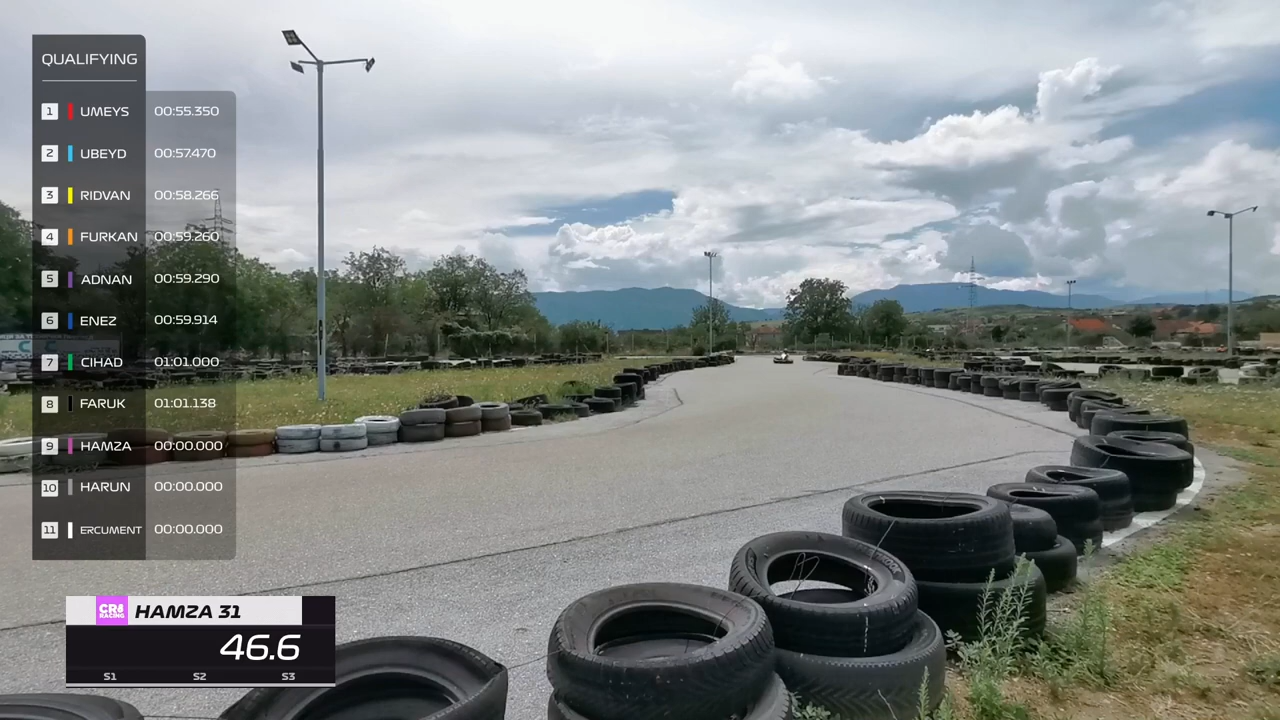 QUALIFYING
1 UMEYS 00:55.350
2 UBEYD 00:57.470
3 RIDVAN 00:58.266
4 FURKAN 00:59.260
5 ADNAN 00:59.290
6 ENEZ 00:59.914
7 CIHAD 01:01.000
8 FARUK 01:01.138
9 HAMZA 00:00.000
10 HARUN 00:00.000
11 ERCUMENT 00:00.000
CR8 RACING HAMZA 31
46.6
S1 S2 S3